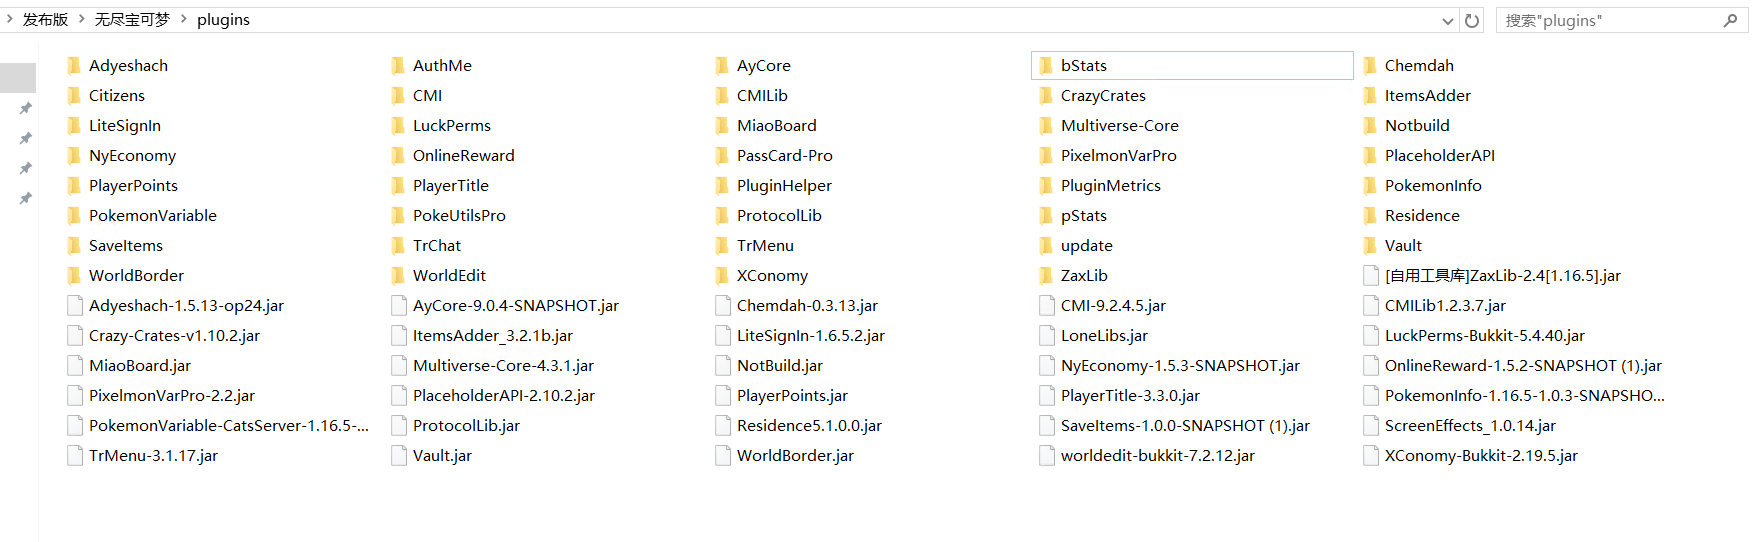 发布版 > 无尽宝可梦 > plugins 搜索"plugins"
Adyeshach AuthMe AyCore bStats Chemdah
Citizens CMI CMILib CrazyCrates ItemsAdder
LiteSignIn LuckPerms MiaoBoard Multiverse-Core Notbuild
NyEconomy OnlineReward PassCard-Pro PixelmonVarPro PlaceholderAPI
PlayerPoints PlayerTitle PluginHelper PluginMetrics PokemonInfo
PokemonVariable PokeUtilsPro ProtocolLib pStats Residence
SaveItems TrChat TrMenu update Vault
WorldBorder WorldEdit XConomy ZaxLib [自用工具库]ZaxLib-2.4[1.16.5].jar
Adyeshach-1.5.13-op24.jar AyCore-9.0.4-SNAPSHOT.jar Chemdah-0.3.13.jar CMI-9.2.4.5.jar CMILib1.2.3.7.jar
Crazy-Crates-v1.10.2.jar ItemsAdder_3.2.1b.jar LiteSignIn-1.6.5.2.jar LoneLibs.jar LuckPerms-Bukkit-5.4.40.jar
MiaoBoard.jar Multiverse-Core-4.3.1.jar NotBuild.jar NyEconomy-1.5.3-SNAPSHOT.jar OnlineReward-1.5.2-SNAPSHOT (1).jar
PixelmonVarPro-2.2.jar PlaceholderAPI-2.10.2.jar PlayerPoints.jar PlayerTitle-3.3.0.jar PokemonInfo-1.16.5-1.0.3-SNAPSHO...
PokemonVariable-CatsServer-1.16.5-... ProtocolLib.jar Residence5.1.0.0.jar SaveItems-1.0.0-SNAPSHOT (1).jar ScreenEffects_1.0.14.jar
TrMenu-3.1.17.jar Vault.jar WorldBorder.jar worldedit-bukkit-7.2.12.jar XConomy-Bukkit-2.19.5.jar